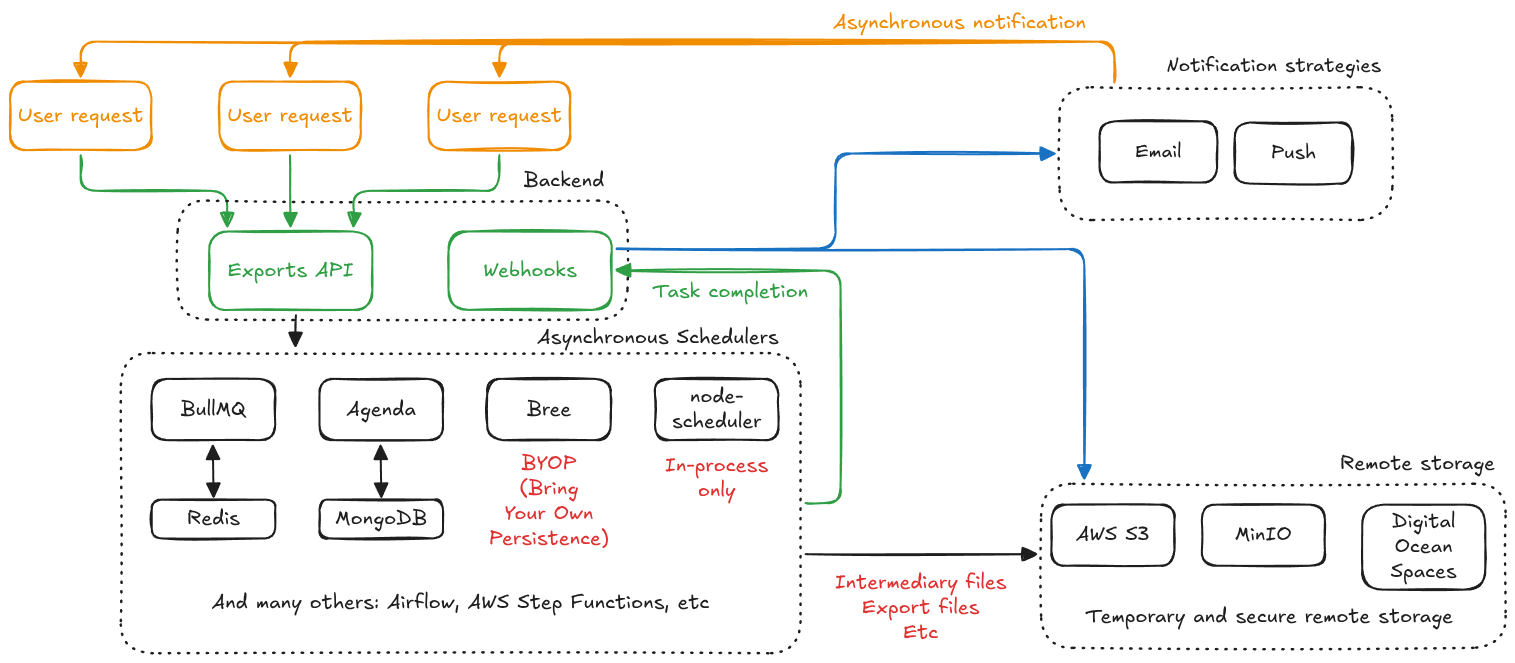 Asynchronous notification
Notification strategies
User request
User request
User request
Email
Push
Backend
Exports API
Webhooks
Task completion
Asynchronous Schedulers
BullMQ
Agenda
Bree
node-
scheduler
BYOP
(Bring
Your Own
Persistence)
In-process
only
Redis
MongoDB
And many others: Airflow, AWS Step Functions, etc
Intermediary files
Export files
Etc
Remote storage
AWS S3
MinIO
Digital
Ocean
Spaces
Temporary and secure remote storage